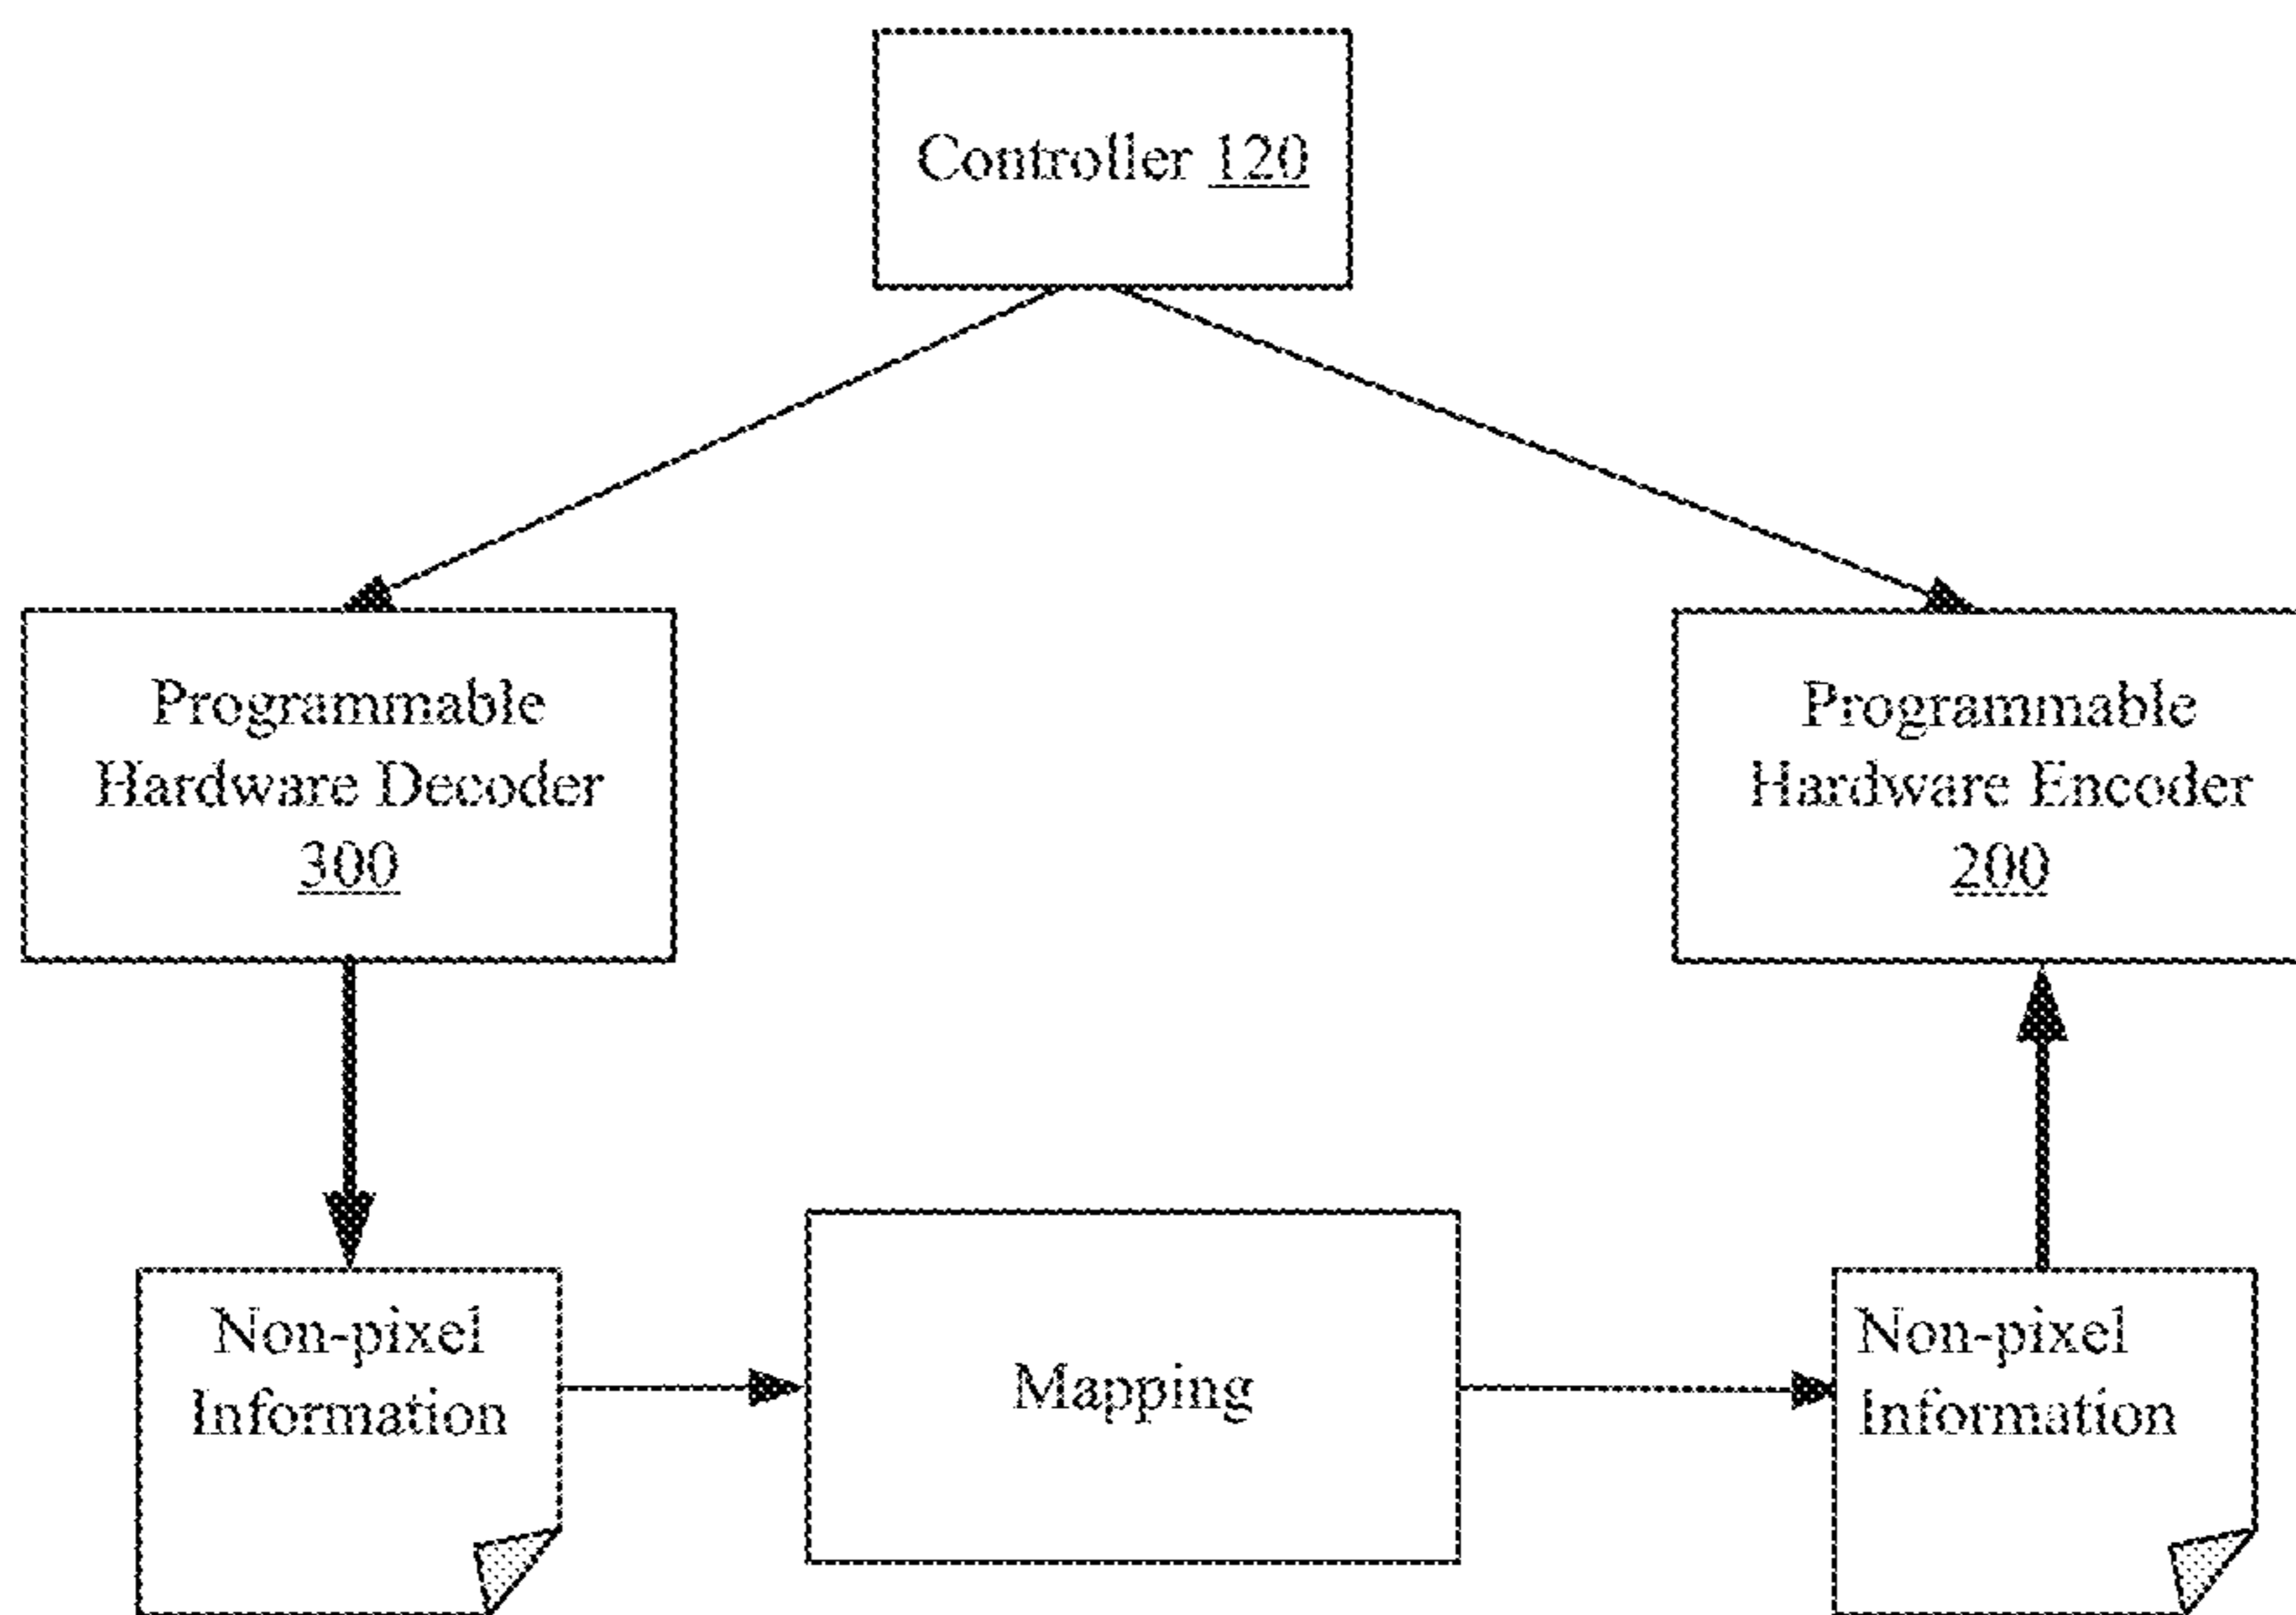 Controller 120
Programmable
Hardware Decoder
300
Programmable
Hardware Encoder
200
Non-pixel
Information
Mapping
Non-pixel
Information